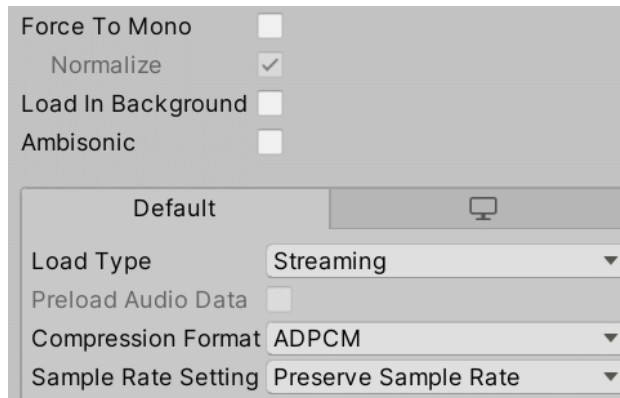 Force To Mono
Normalize
Load In Background
Ambisonic
Default
Load Type Streaming
Preload Audio Data
Compression Format ADPCM
Sample Rate Setting Preserve Sample Rate